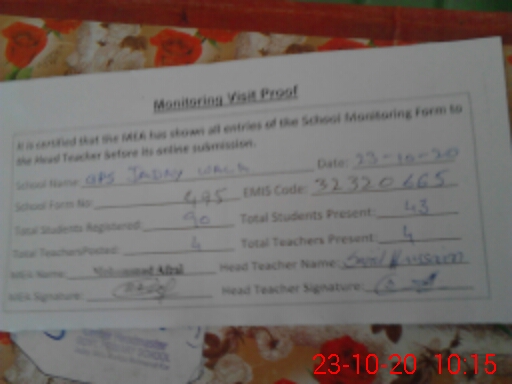 Monitoring Visit Proof
It is certified that the MEA has shown all entries of the School Monitoring Form to
the Head Teacher before its online submission.
School Name: GPS JADAY WALA Date: 23-10-20
School Form No: 495 EMIS Code: 32320665
Total Students Registered: 90 Total Students Present: 43
Total Teachers Posted: 4 Total Teachers Present: 4
MEA Name: Muhammad Afzal Head Teacher Name: Hussain
MEA Signature: Head Teacher Signature:
23-10-20 10:15